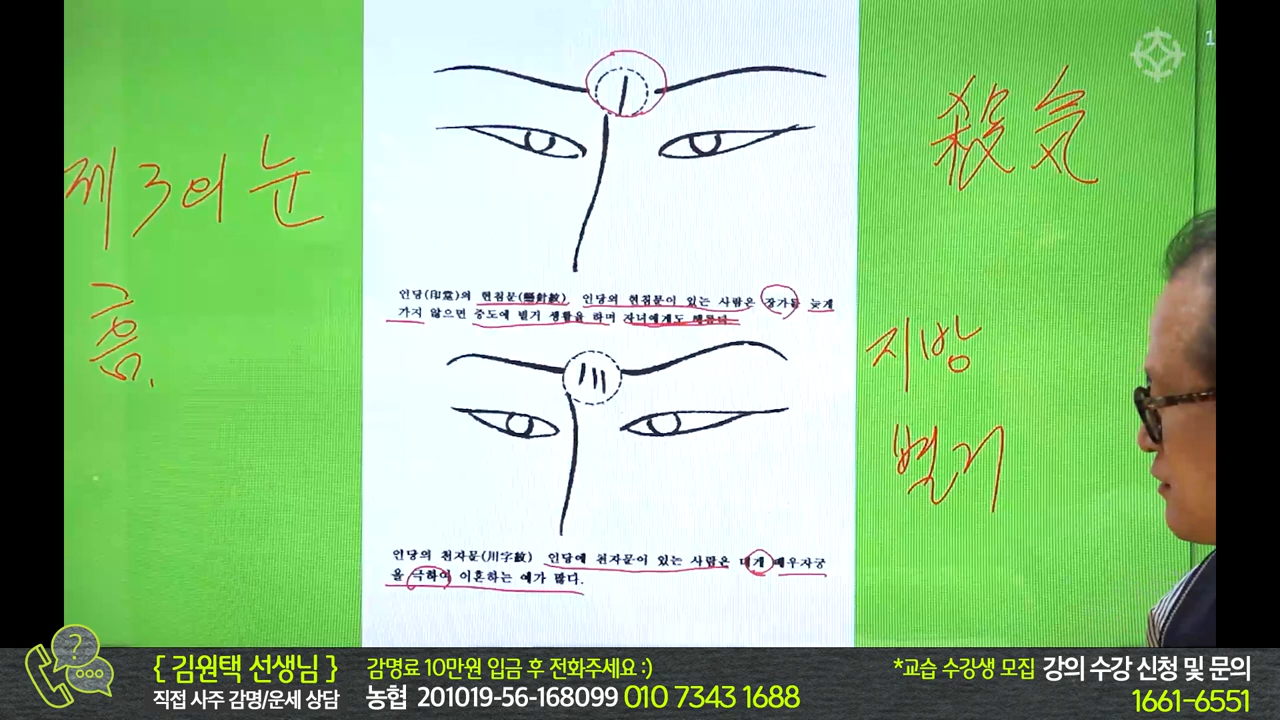 제3의 눈
흉.
殺気
지방
별거
1
인당(印堂)의 현침문(懸針紋) 인당의 현침문이 있는 사람은 장가를 늦게
가지 않으면 중도에 별거 생활을 하며 자녀에게도
인당의 천자문(川字紋) 인당에 천자문이 있는 사람은 대게 배우자궁
을 극하여 이혼하는 예가 많다.
{ 김원택 선생님 }
직접 사주 감명/운세 상담
감명료 10만원 입금 후 전화주세요 :)
농협 201019-56-168099 010 7343 1688
*교습 수강생 모집 강의 수강 신청 및 문의
1661-6551